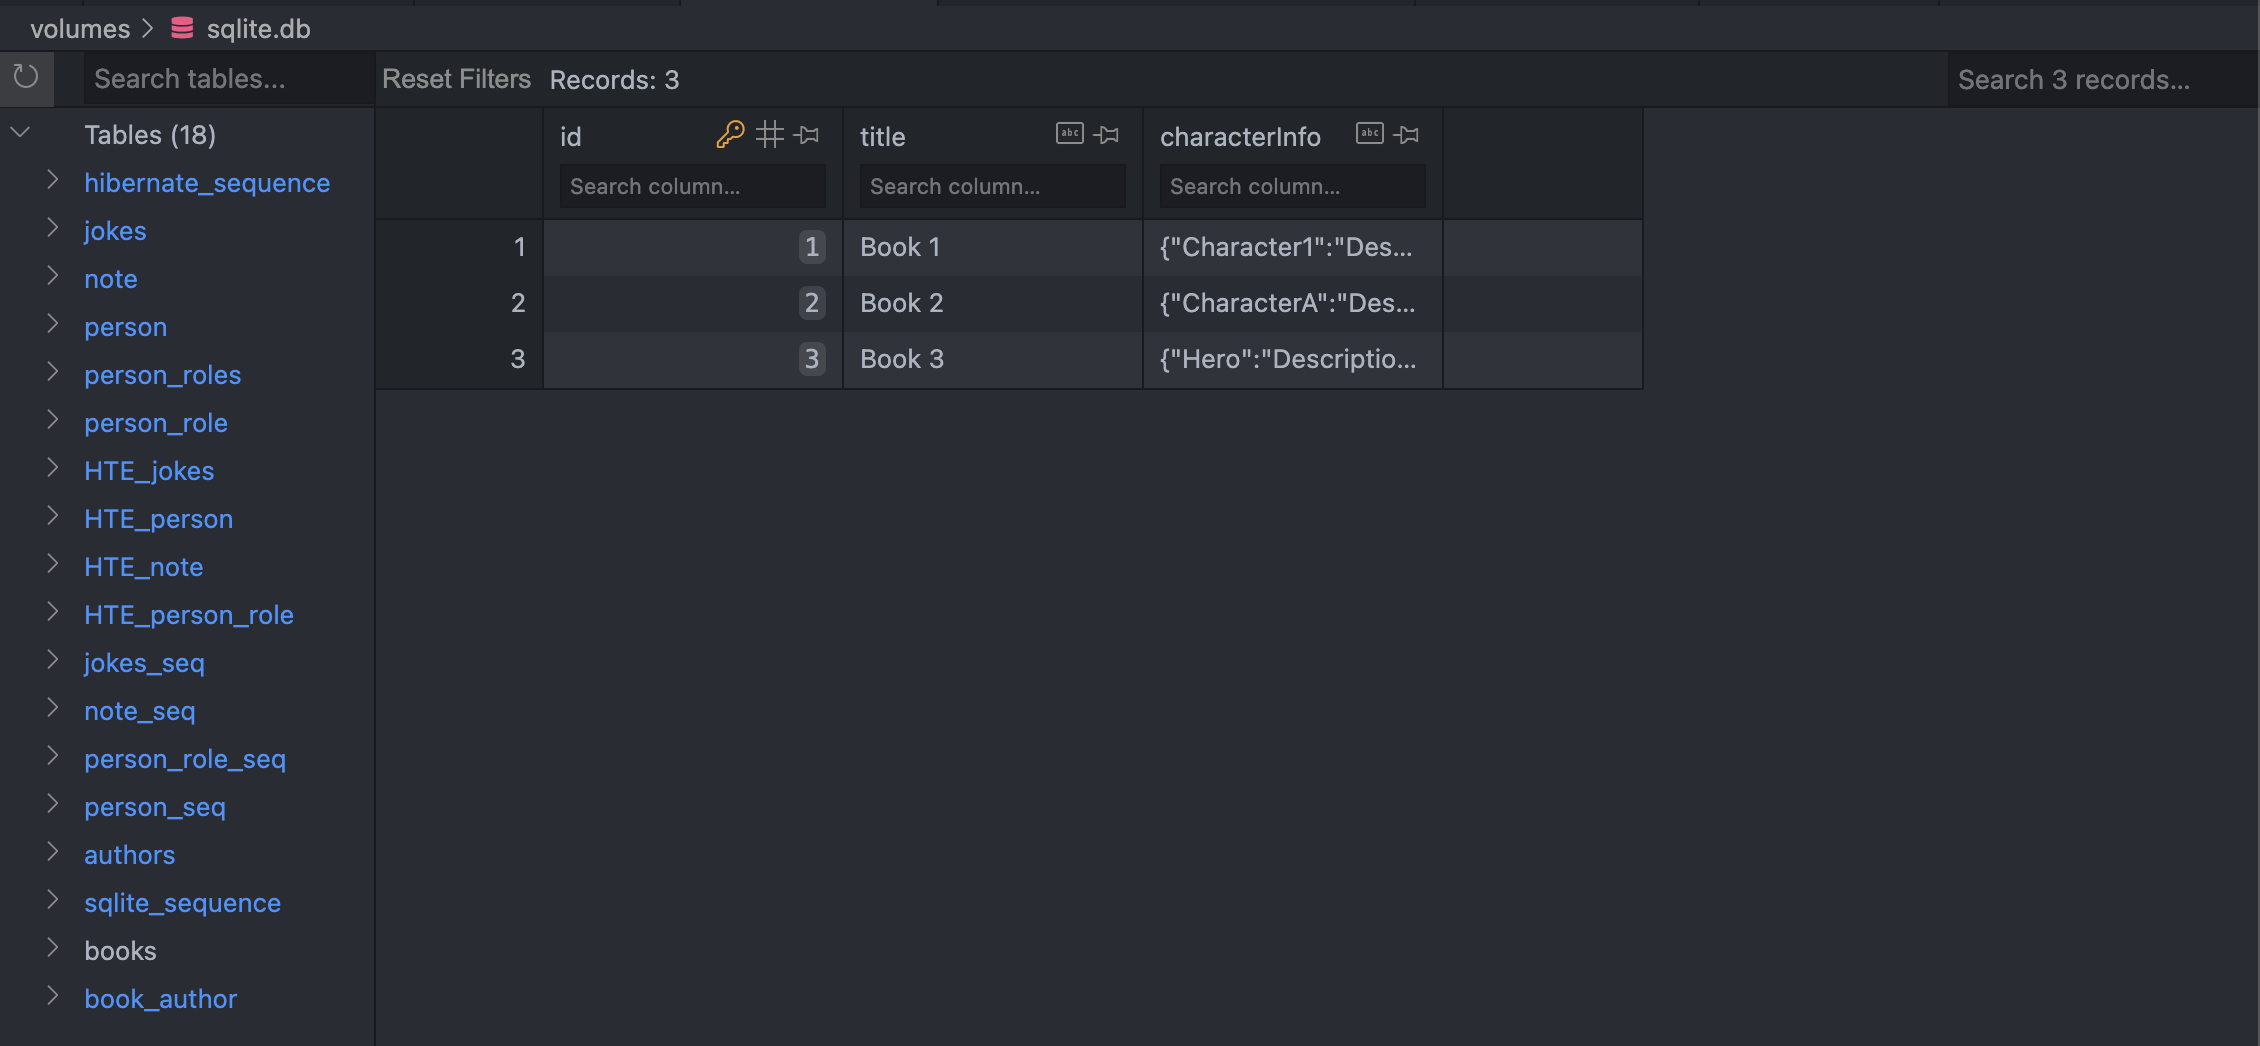 volumes > sqlite.db
Search tables...
Reset Filters
Records: 3
Search 3 records...
Tables (18)
hibernate_sequence
jokes
note
person
person_roles
person_role
HTE_jokes
HTE_person
HTE_note
HTE_person_role
jokes_seq
note_seq
person_role_seq
person_seq
authors
sqlite_sequence
books
book_author
id
title
abc
characterInfo
abc
Search column...
Search column...
Search column...
1 1 Book 1 {"Character1":"Des...
2 2 Book 2 {"CharacterA":"Des...
3 3 Book 3 {"Hero":"Descriptio...